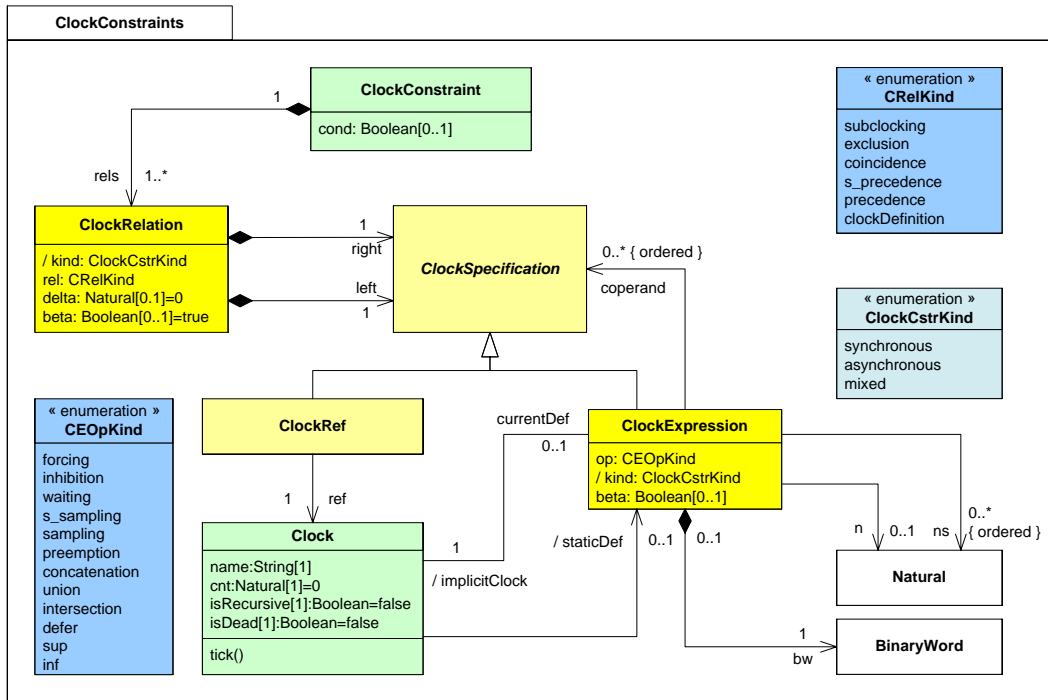 ClockConstraints
ClockConstraint
cond: Boolean[0..1]
1
rels
1..*
« enumeration »
CRelKind
subclocking
exclusion
coincidence
s_precedence
precedence
clockDefinition
ClockRelation
/ kind: ClockCstrKind
rel: CRelKind
delta: Natural[0.1]=0
beta: Boolean[0..1]=true
1
right
left
1
ClockSpecification
0..* { ordered }
coperand
« enumeration »
ClockCstrKind
synchronous
asynchronous
mixed
« enumeration »
CEOpKind
forcing
inhibition
waiting
s_sampling
sampling
preemption
concatenation
union
intersection
defer
sup
inf
ClockRef
1
ref
currentDef
0..1
ClockExpression
op: CEOpKind
/ kind: ClockCstrKind
beta: Boolean[0..1]
Clock
name:String[1]
cnt:Natural[1]=0
isRecursive[1]:Boolean=false
isDead[1]:Boolean=false
tick()
1
/ implicitClock
/ staticDef
0..1
0..1
n
0..1
ns
0..*
{ ordered }
Natural
1
bw
BinaryWord